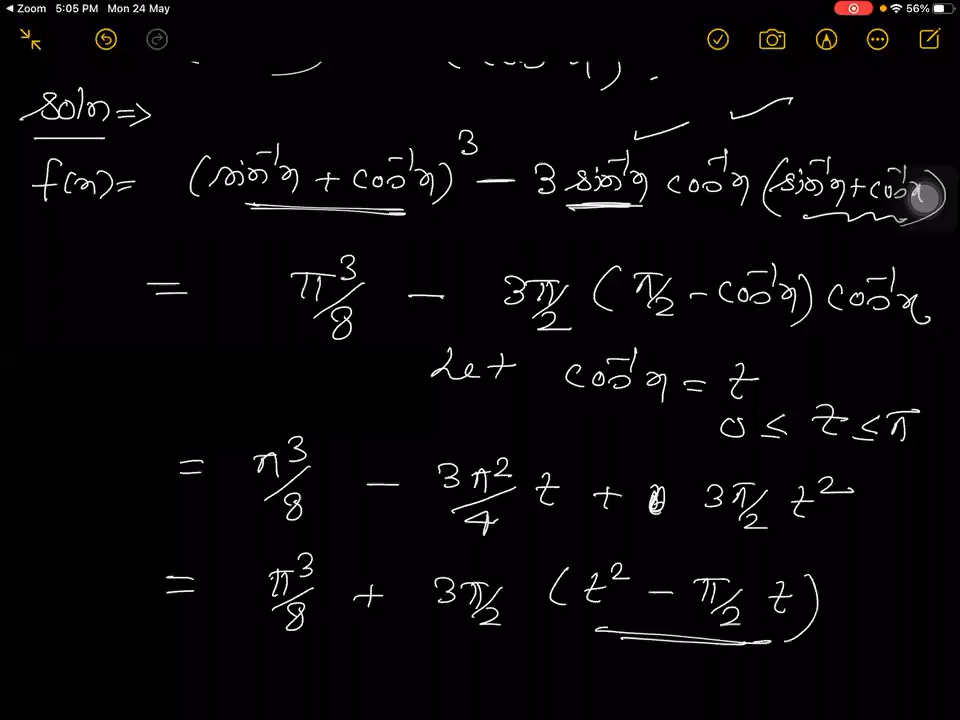 Zoom 5:05 PM Mon 24 May 56%
soln ⇒
f(x) = (sin⁻¹x + cos⁻¹x)³ − 3 sin⁻¹x cos⁻¹x (sin⁻¹x + cos⁻¹x)
= π³/8 − 3π/2 (π/2 − cos⁻¹x) cos⁻¹x
Let cos⁻¹x = t
0 ≤ t ≤ π
= π³/8 − 3π²/4 t + 3π/2 t²
= π³/8 + 3π/2 (t² − π/2 t)